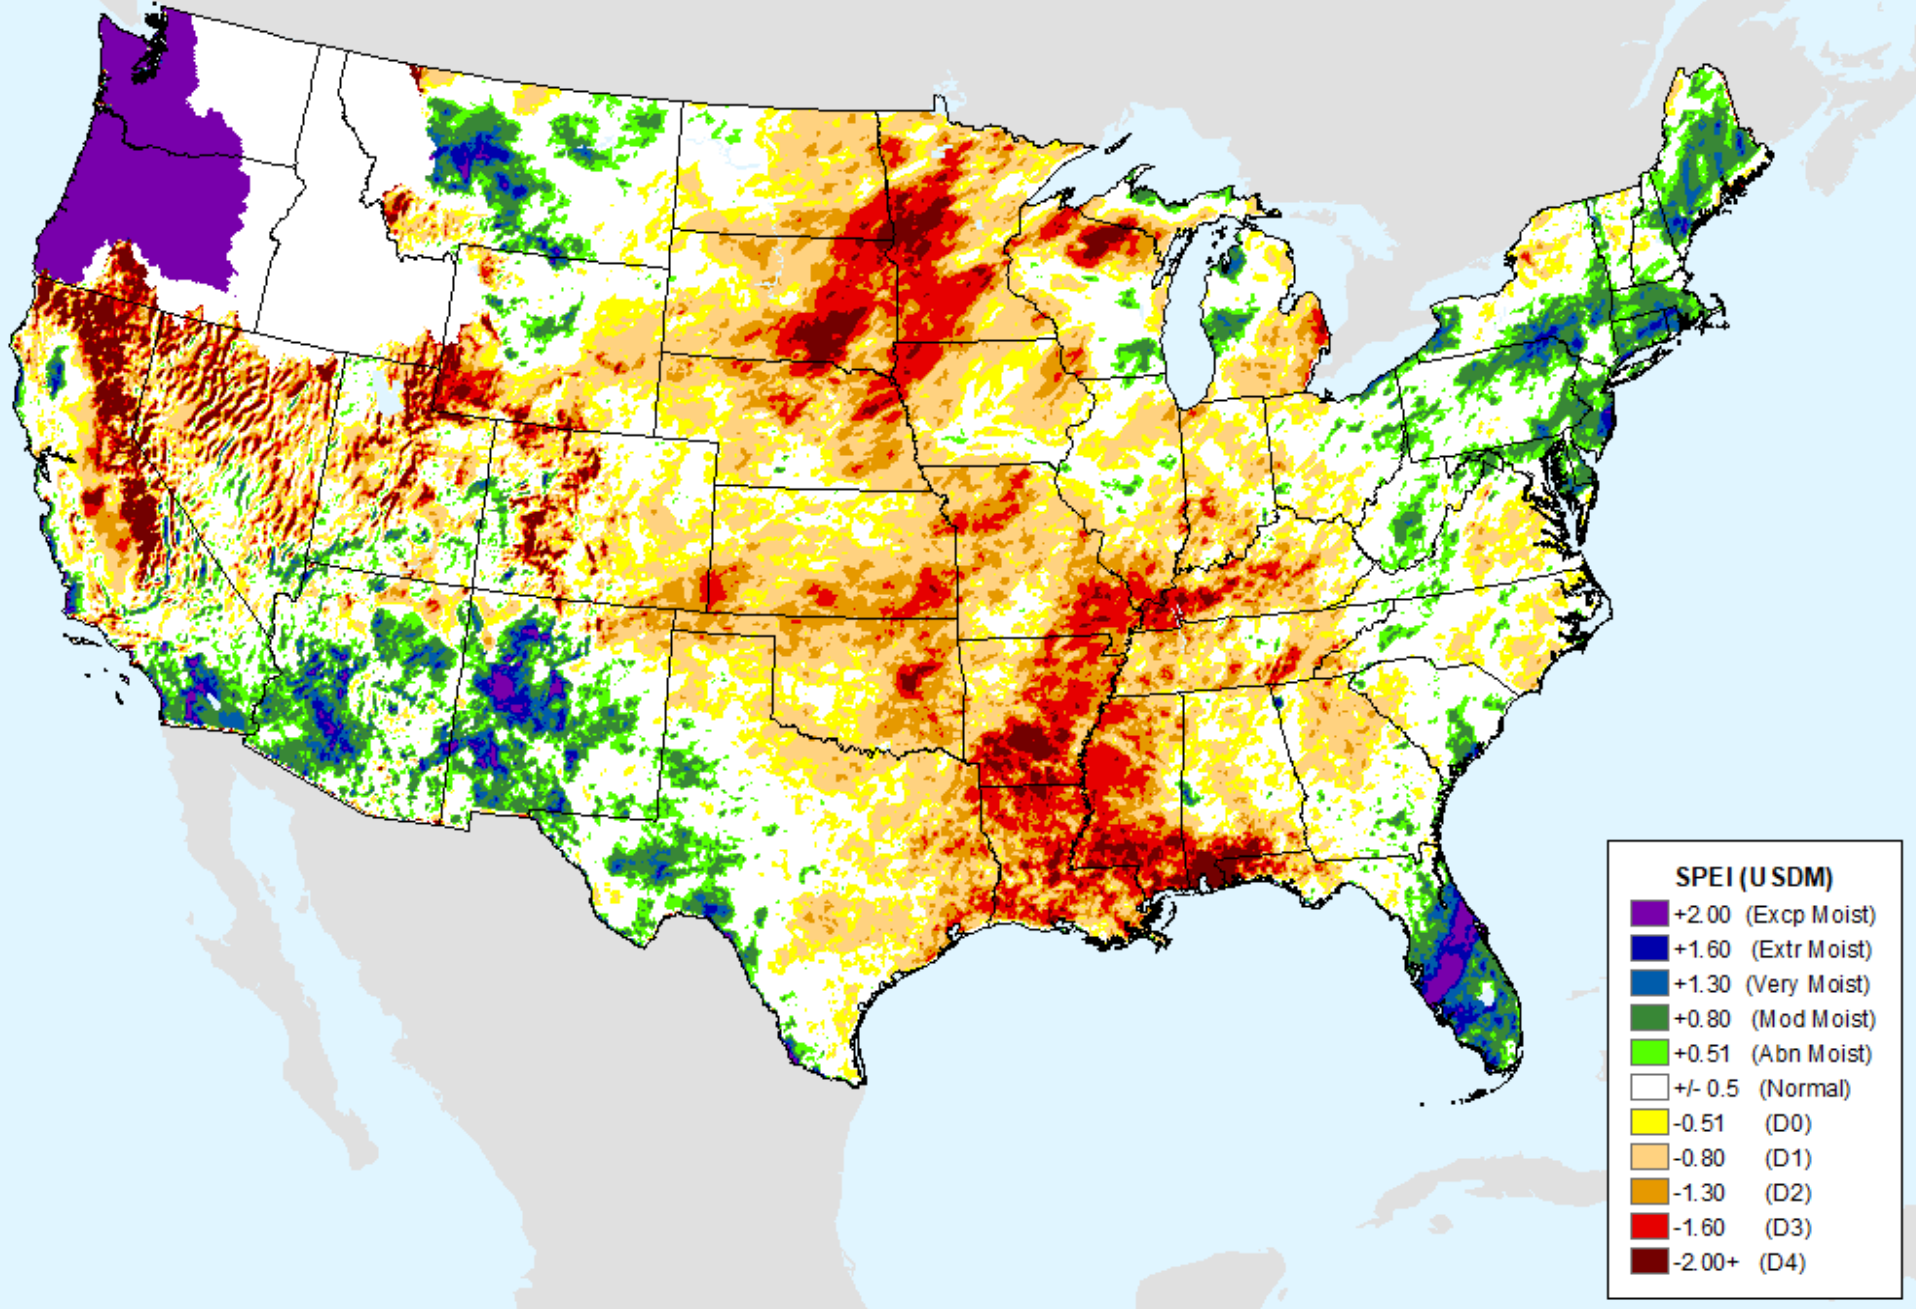 SPEI (USDM)
+2.00 (Excp Moist)
+1.60 (Extr Moist)
+1.30 (Very Moist)
+0.80 (Mod Moist)
+0.51 (Abn Moist)
+/- 0.5 (Normal)
-0.51 (D0)
-0.80 (D1)
-1.30 (D2)
-1.60 (D3)
-2.00+ (D4)